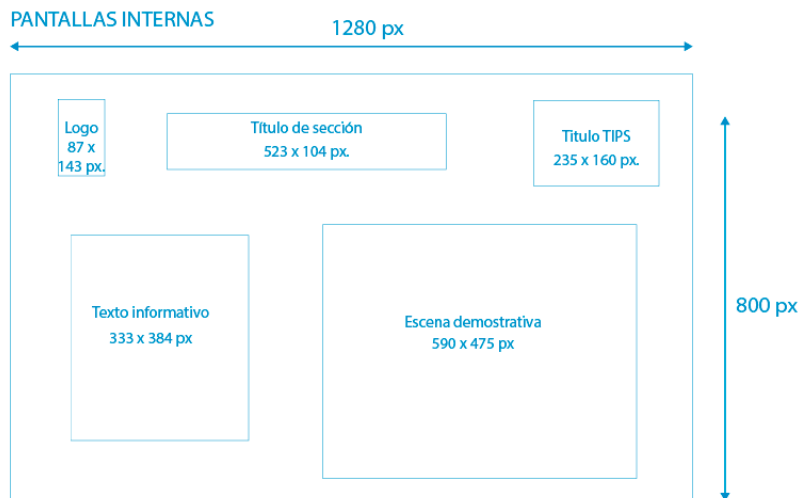 PANTALLAS INTERNAS
1280 px
Logo
87 x
143 px.
Título de sección
523 x 104 px.
Titulo TIPS
235 x 160 px.
800 px
Texto informativo
333 x 384 px
Escena demostrativa
590 x 475 px